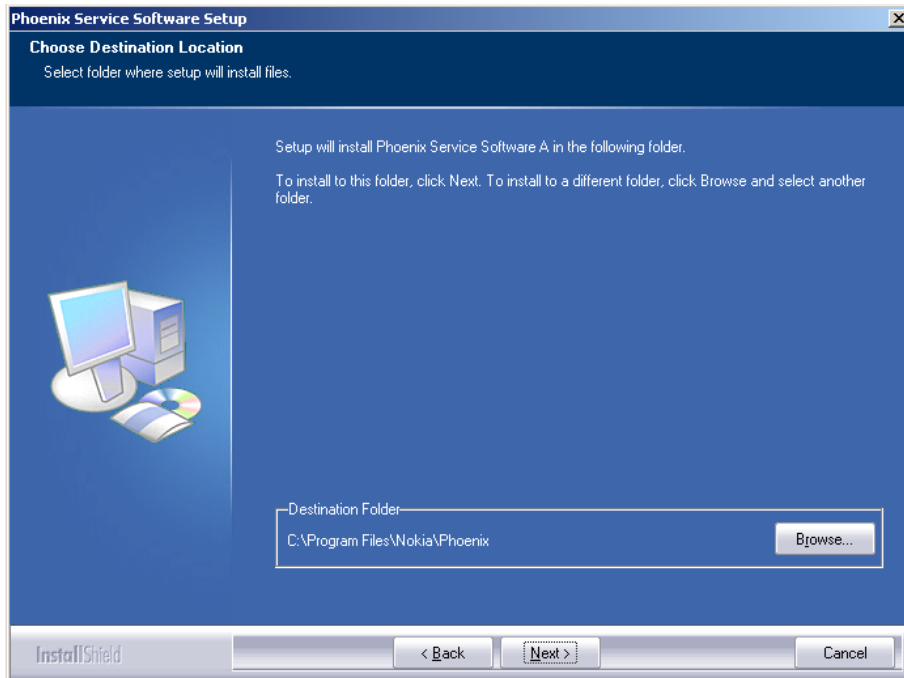 Phoenix Service Software Setup
Choose Destination Location
Select folder where setup will install files.
Setup will install Phoenix Service Software A in the following folder.
To install to this folder, click Next. To install to a different folder, click Browse and select another
folder.
Destination Folder
C:\Program Files\Nokia\Phoenix
Browse...
InstallShield
< Back
Next >
Cancel